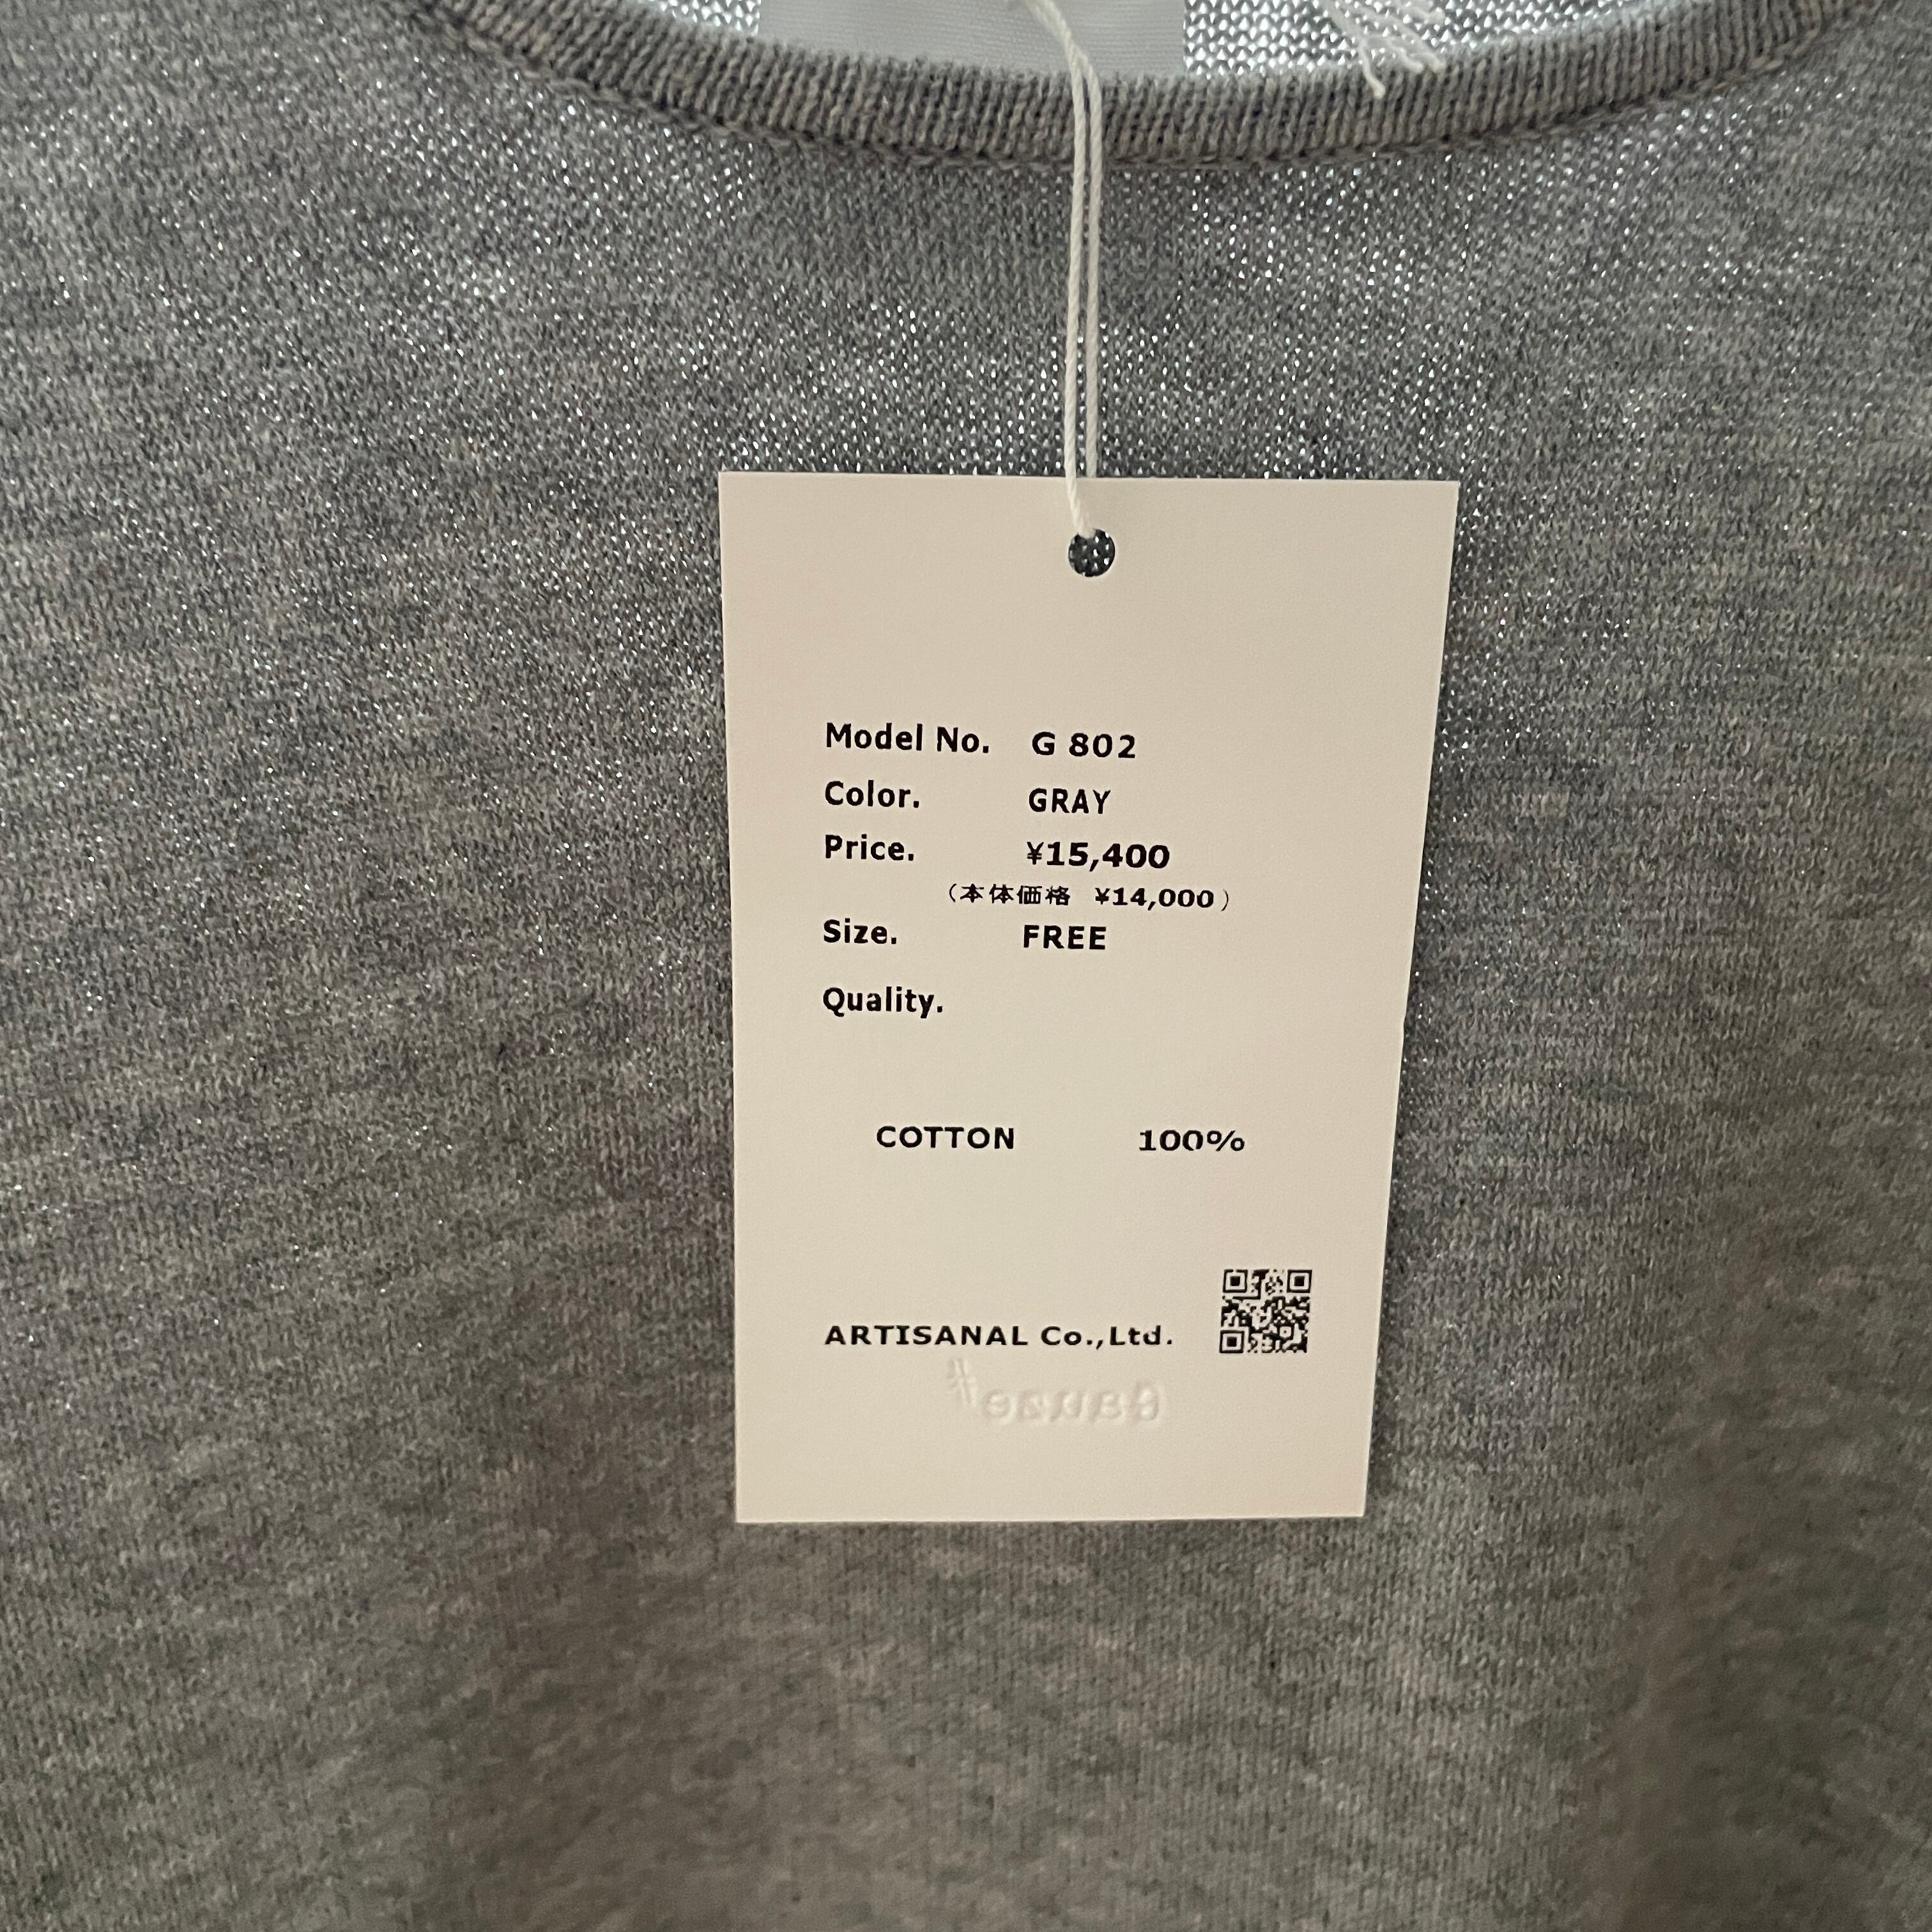 Model No. G 802
Color. GRAY
Price. ¥15,400
(本体価格 ¥14,000)
Size. FREE
Quality.
COTTON 100%
ARTISANAL Co.,Ltd.
Gauze#